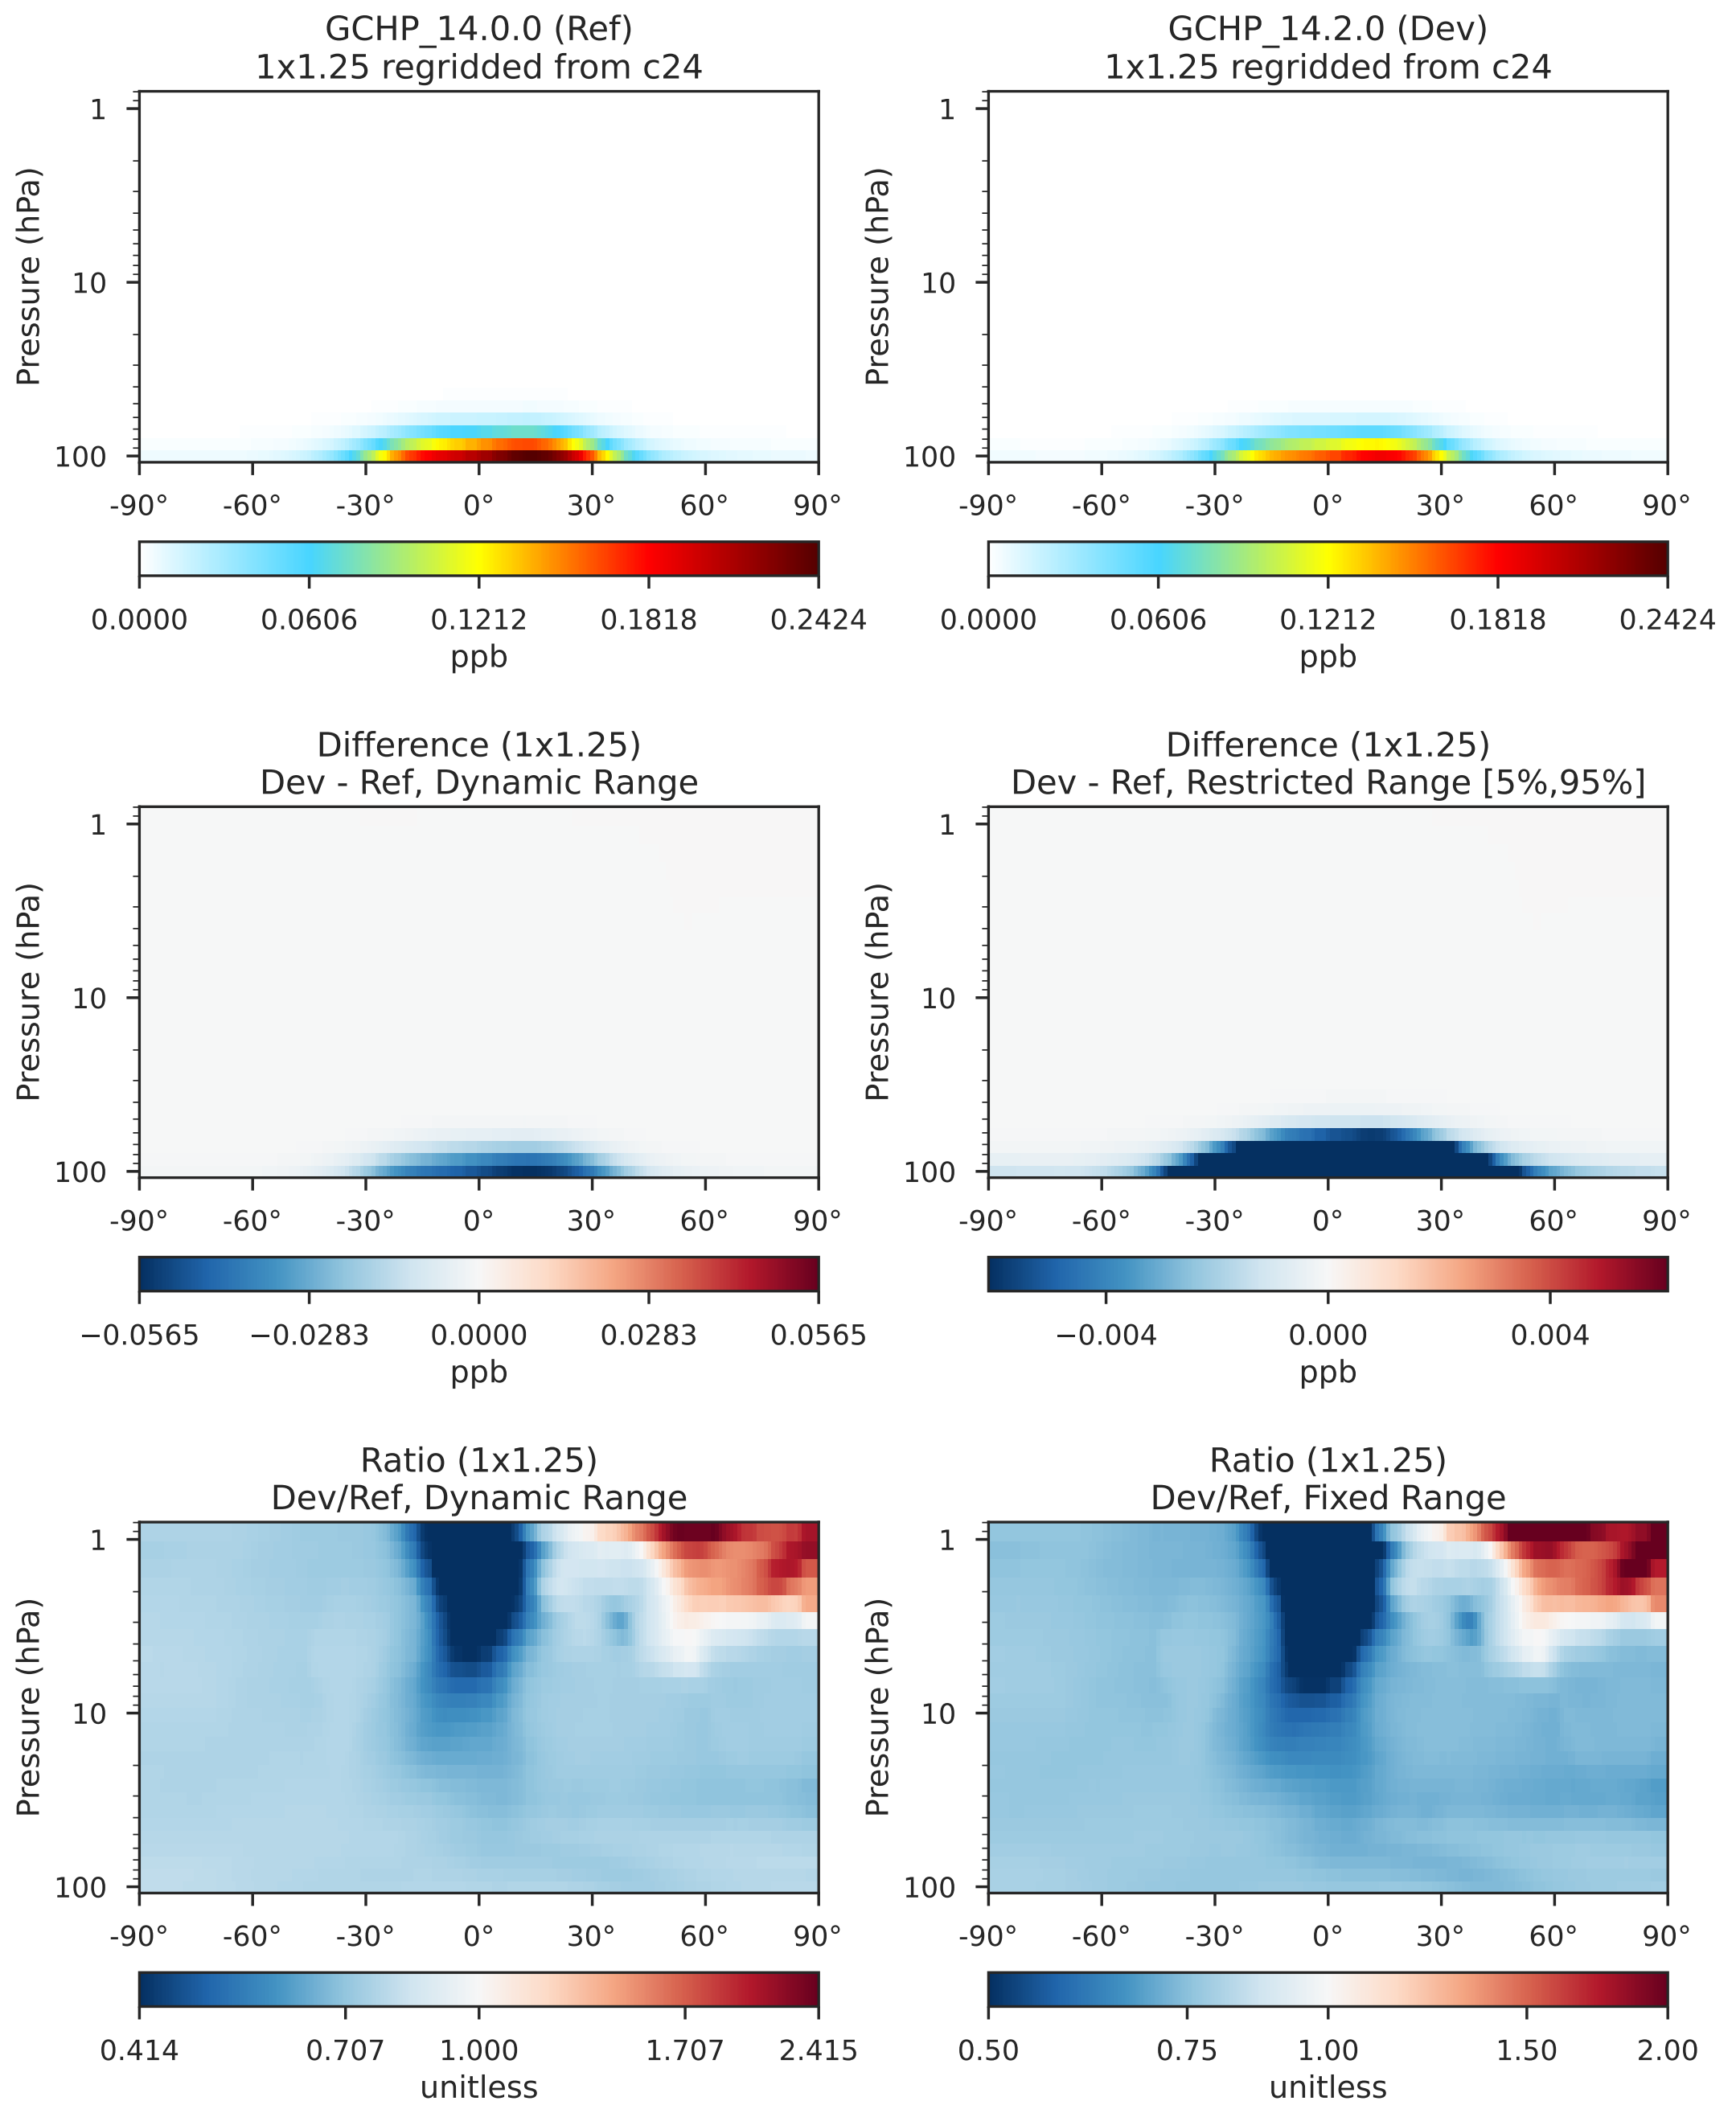 GCHP_14.0.0 (Ref)
1x1.25 regridded from c24
Pressure (hPa)
1
10
100
-90° -60° -30° 0° 30° 60° 90°
0.0000 0.0606 0.1212 0.1818 0.2424
ppb
GCHP_14.2.0 (Dev)
1x1.25 regridded from c24
Pressure (hPa)
1
10
100
-90° -60° -30° 0° 30° 60° 90°
0.0000 0.0606 0.1212 0.1818 0.2424
ppb
Difference (1x1.25)
Dev - Ref, Dynamic Range
Pressure (hPa)
1
10
100
-90° -60° -30° 0° 30° 60° 90°
−0.0565 −0.0283 0.0000 0.0283 0.0565
ppb
Difference (1x1.25)
Dev - Ref, Restricted Range [5%,95%]
Pressure (hPa)
1
10
100
-90° -60° -30° 0° 30° 60° 90°
−0.004 0.000 0.004
ppb
Ratio (1x1.25)
Dev/Ref, Dynamic Range
Pressure (hPa)
1
10
100
-90° -60° -30° 0° 30° 60° 90°
0.414 0.707 1.000 1.707 2.415
unitless
Ratio (1x1.25)
Dev/Ref, Fixed Range
Pressure (hPa)
1
10
100
-90° -60° -30° 0° 30° 60° 90°
0.50 0.75 1.00 1.50 2.00
unitless